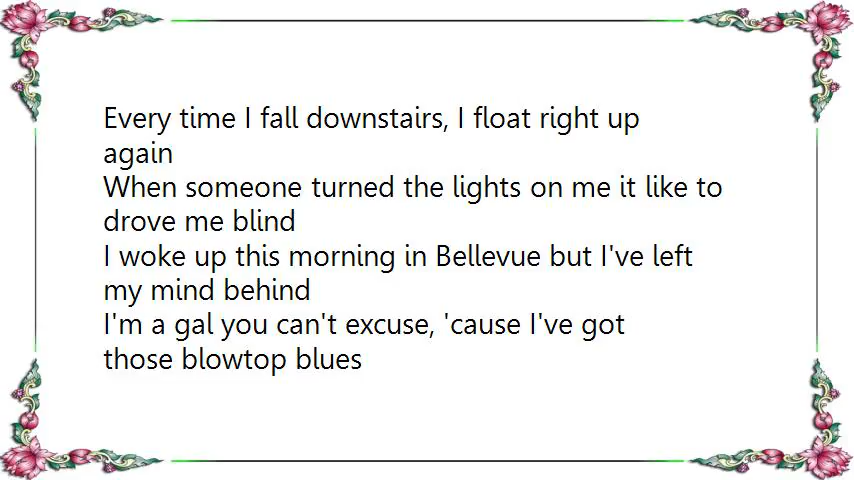 Every time I fall downstairs, I float right up
again
When someone turned the lights on me it like to
drove me blind
I woke up this morning in Bellevue but I've left
my mind behind
I'm a gal you can't excuse, 'cause I've got
those blowtop blues